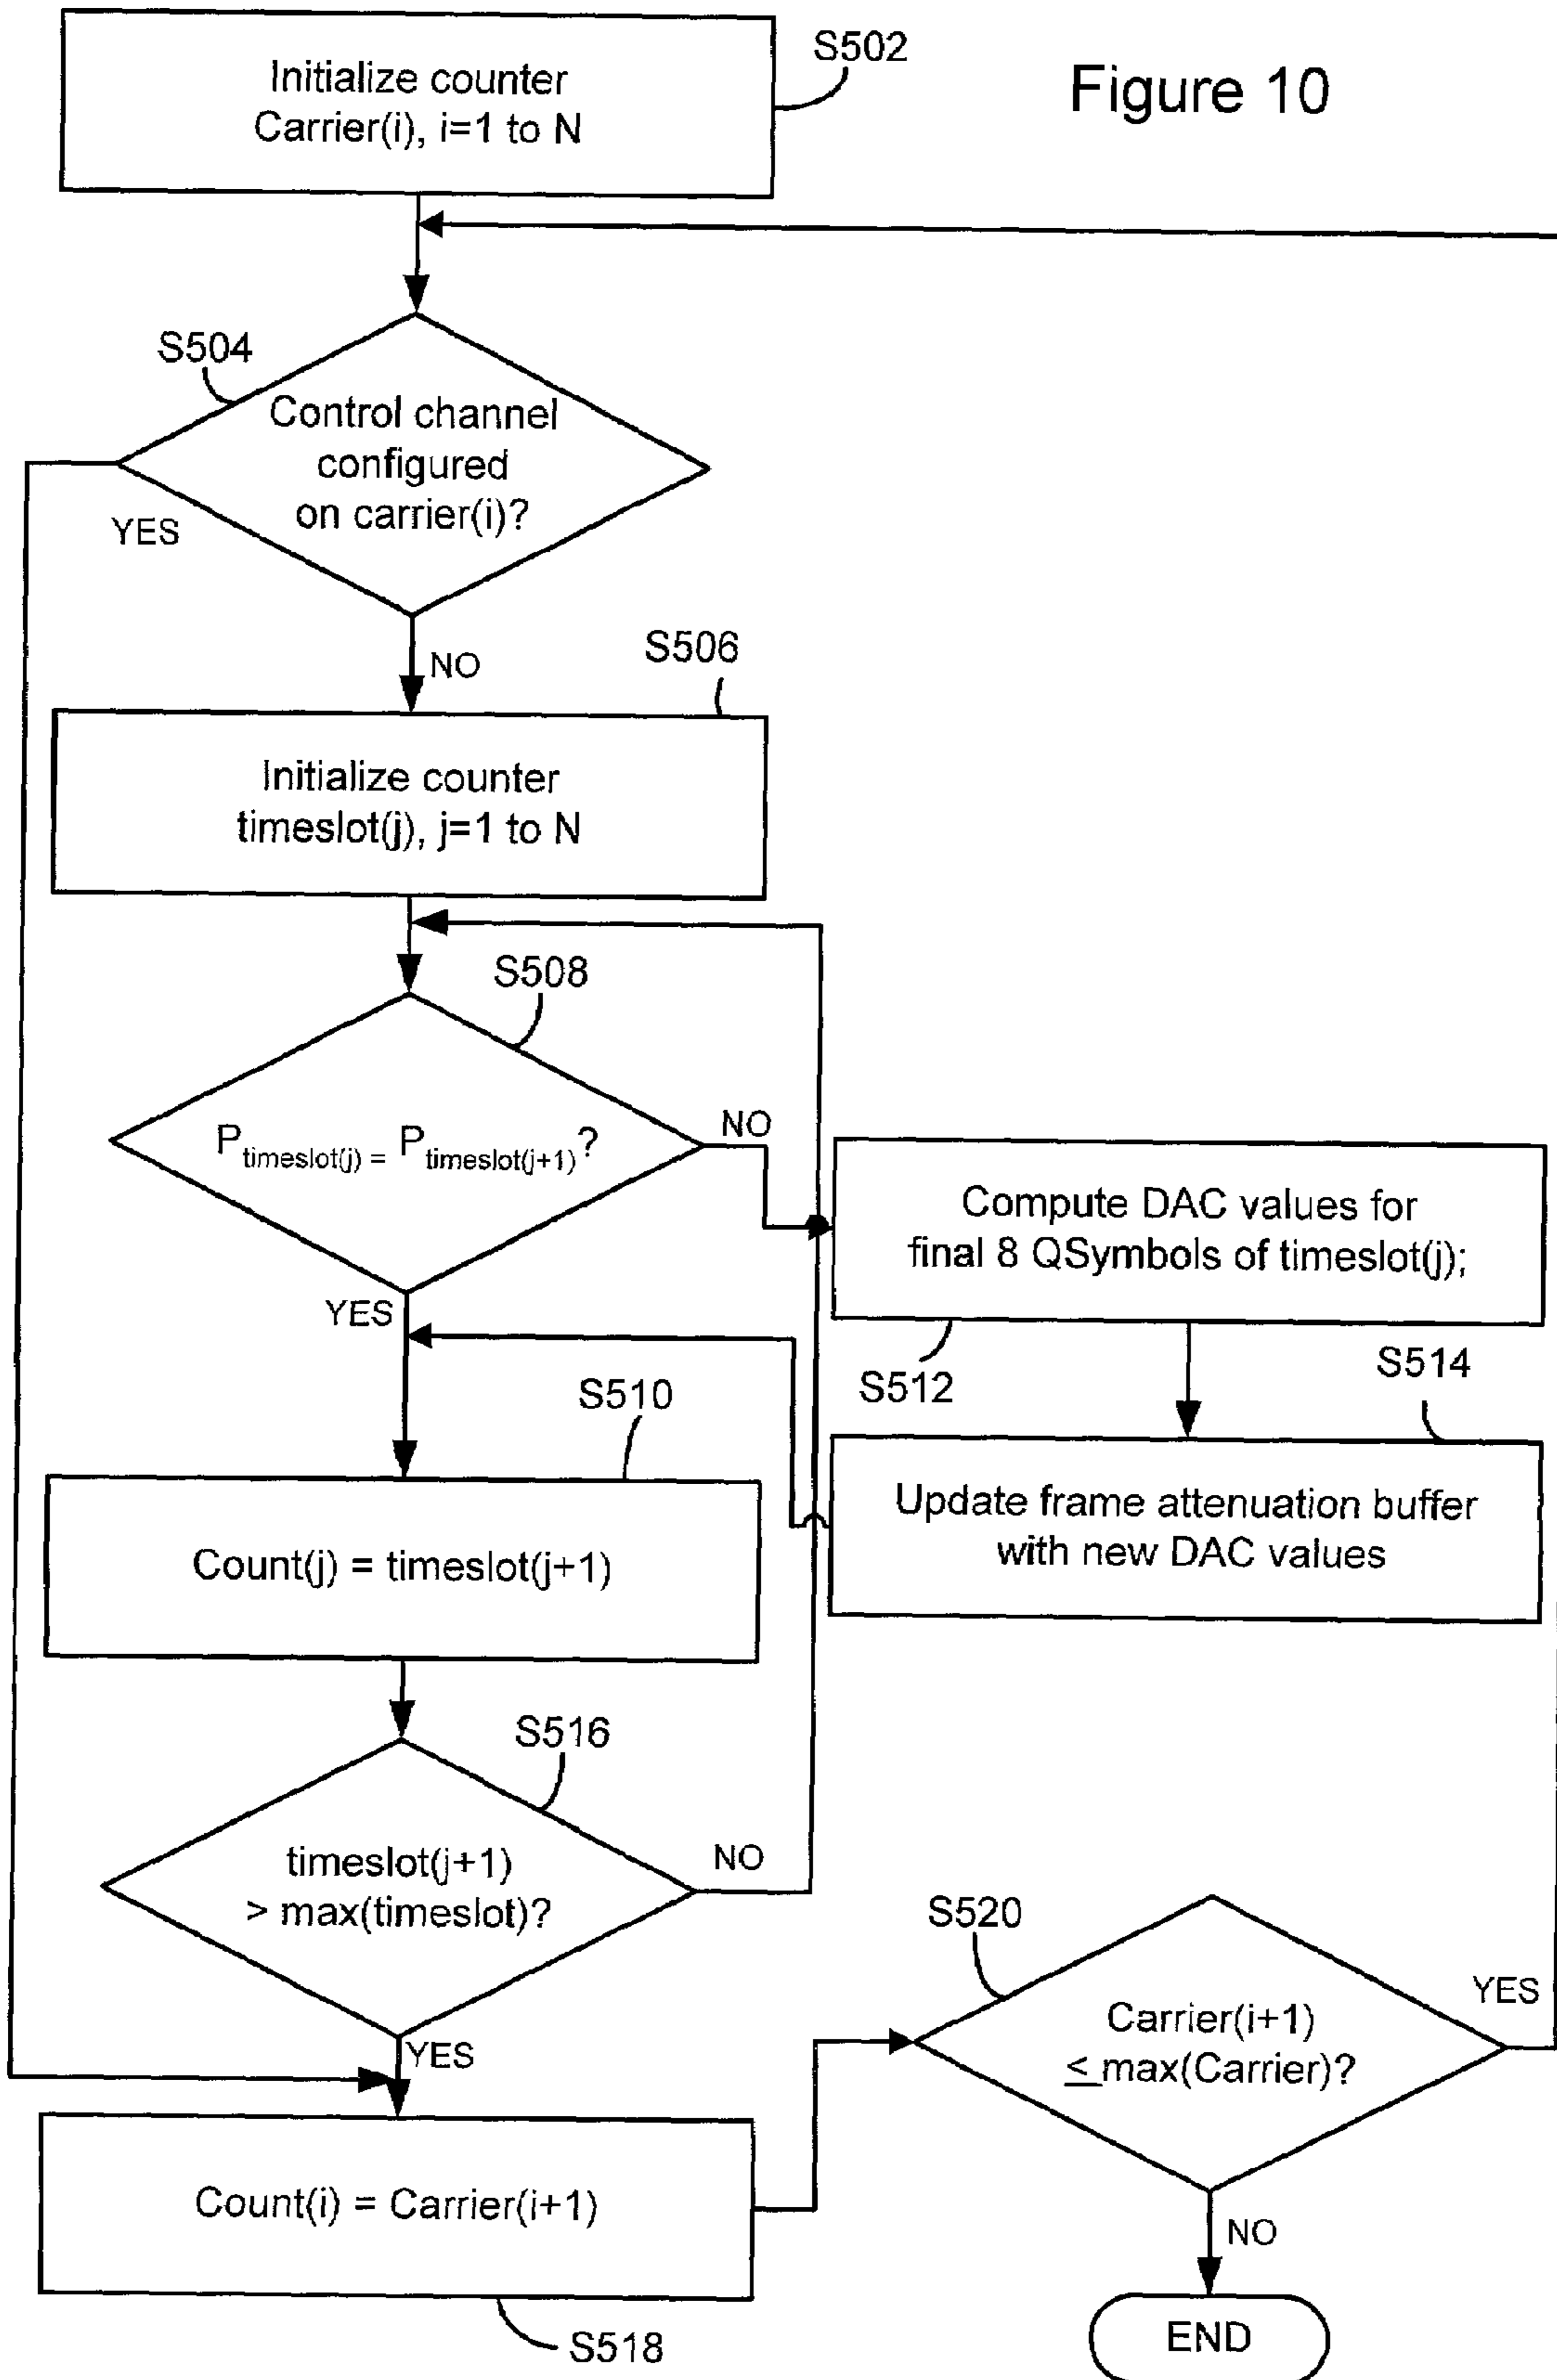 S502
Figure 10
Initialize counter
Carrier(i), i=1 to N
S504
Control channel
configured
on carrier(i)?
YES
NO
S506
Initialize counter
timeslot(j), j=1 to N
S508
P timeslot(j) = P timeslot(j+1) ?
NO
YES
Compute DAC values for
final 8 QSymbols of timeslot(j);
S512
S514
Update frame attenuation buffer
with new DAC values
S510
Count(j) = timeslot(j+1)
S516
timeslot(j+1)
> max(timeslot)?
NO
YES
S520
Carrier(i+1)
≤ max(Carrier)?
YES
NO
Count(i) = Carrier(i+1)
S518
END